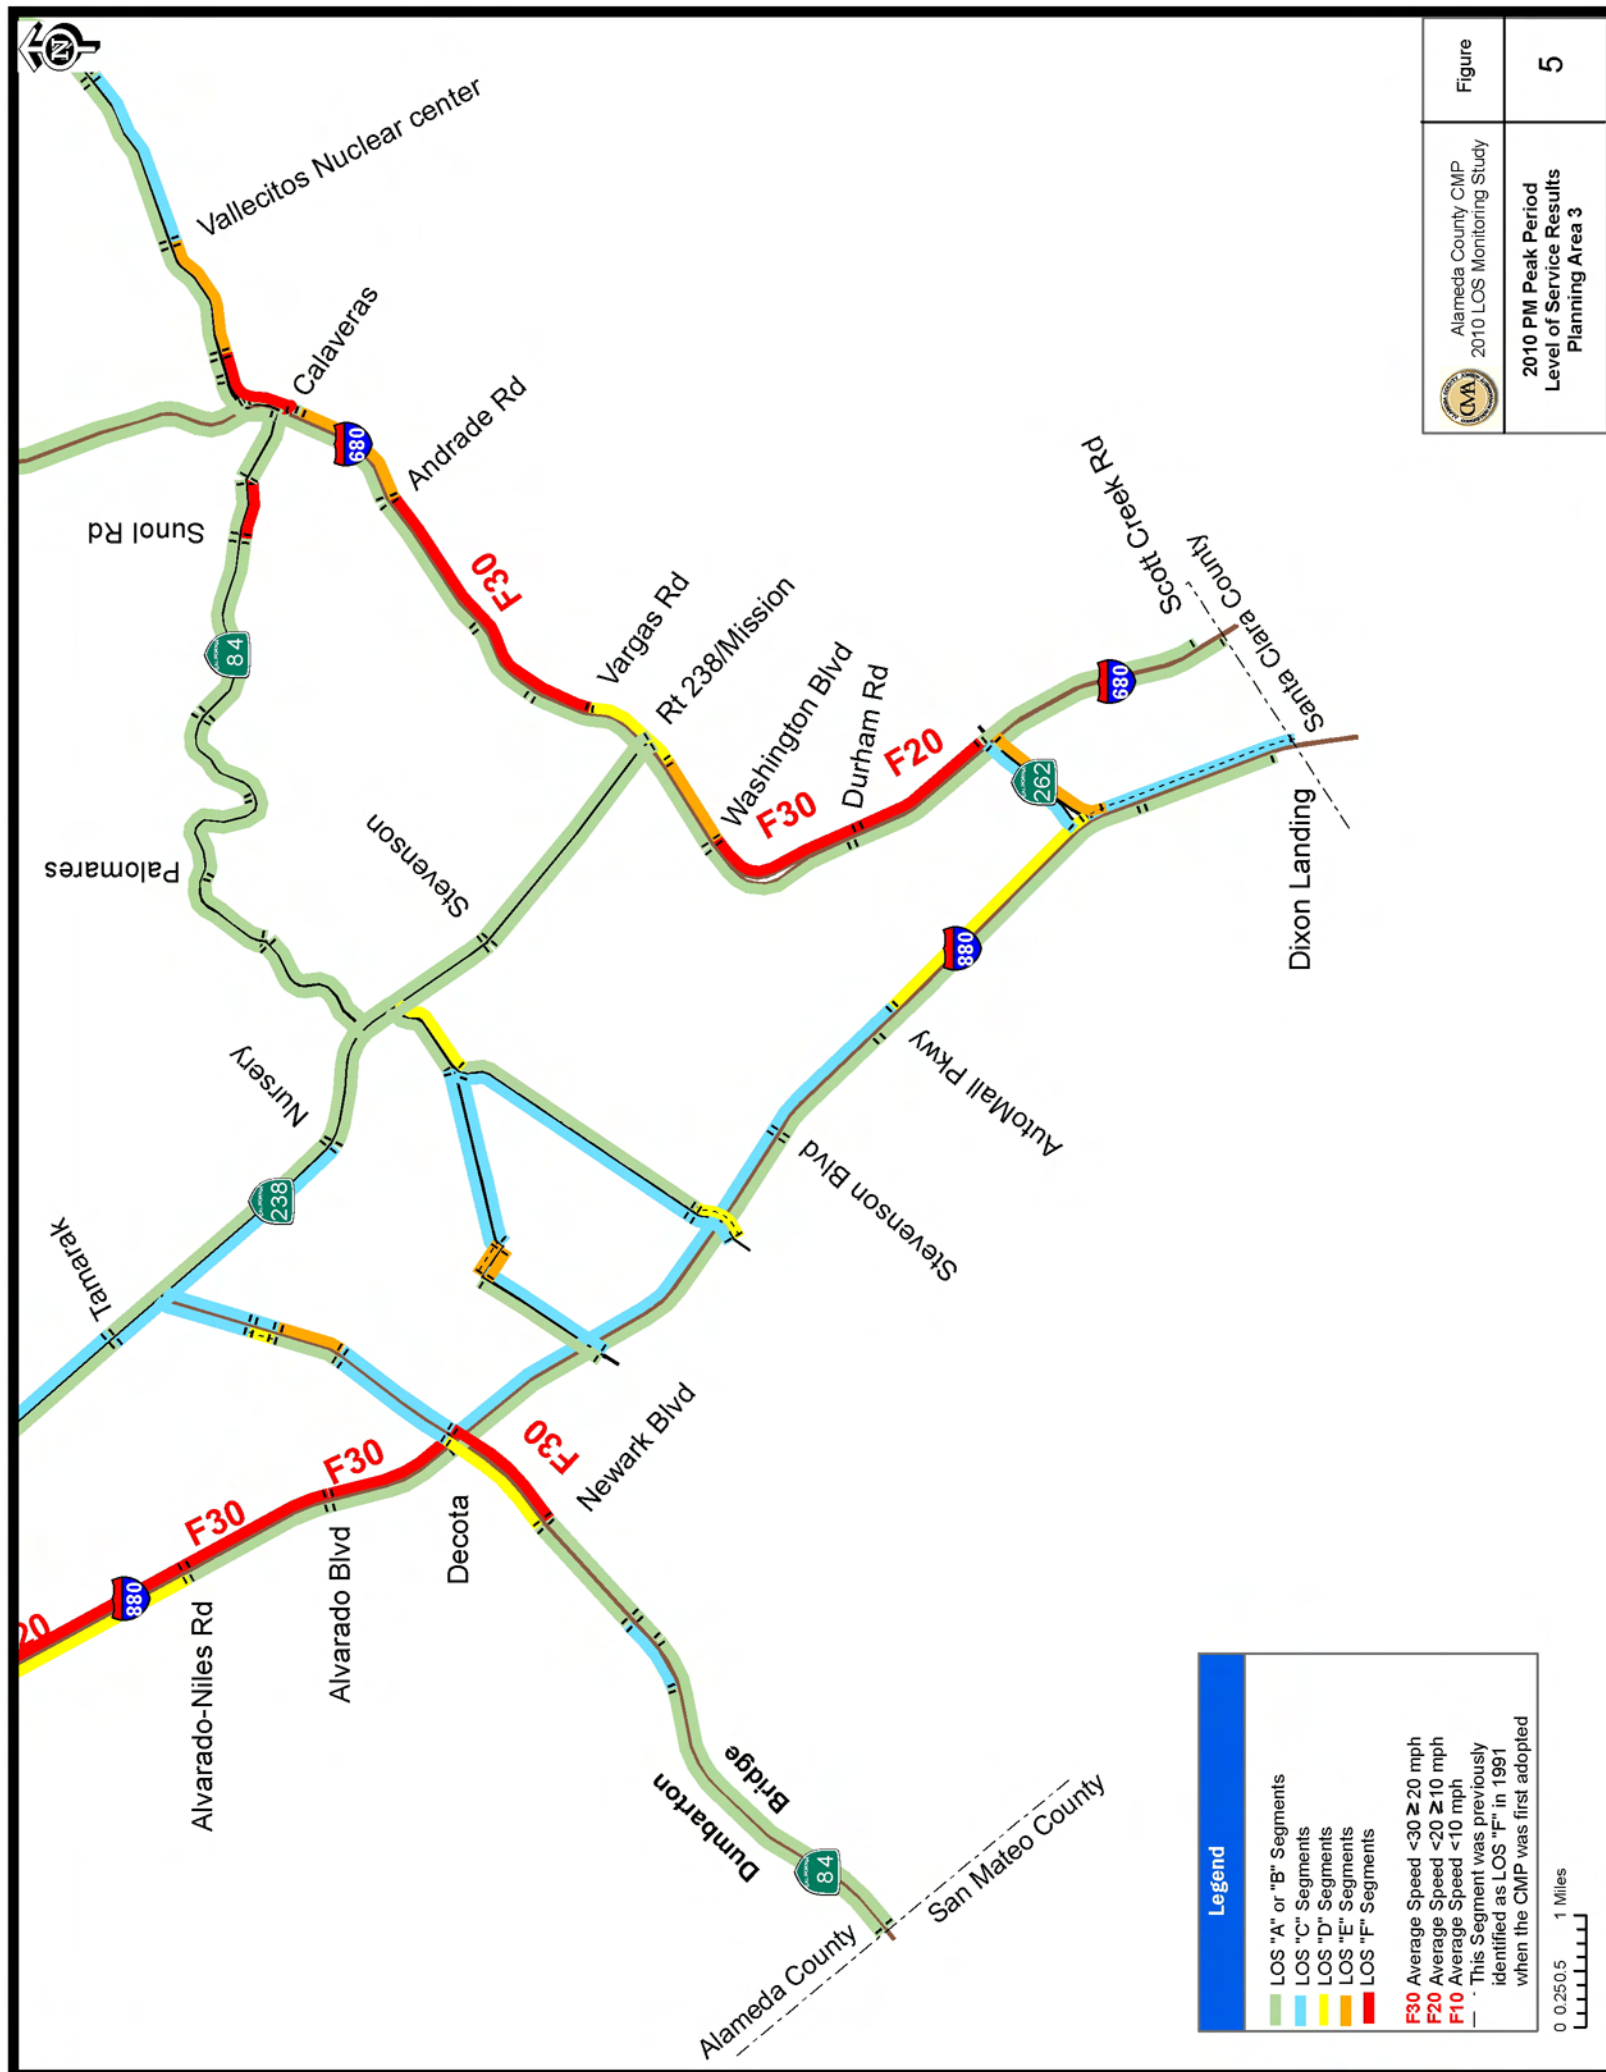 N
Vallecitos Nuclear center
Calaveras
680
Andrade Rd
Sunol Rd
84
F30
Vargas Rd
Rt 238/Mission
Washington Blvd
F30
Durham Rd
F20
Scott Creek Rd
680
Santa Clara County
262
Dixon Landing
Palomares
Stevenson
Nursery
238
Tamarak
880
AutoMall Pkwy
Stevenson Blvd
F30
F30
F30
Newark Blvd
Decota
Alvarado Blvd
Alvarado-Niles Rd
880
20
Dumbarton
Bridge
84
San Mateo County
Alameda County
Alameda County CMP
2010 LOS Monitoring Study
Figure
CMA
2010 PM Peak Period
Level of Service Results
Planning Area 3
5
Legend
LOS "A" or "B" Segments
LOS "C" Segments
LOS "D" Segments
LOS "E" Segments
LOS "F" Segments
F30 Average Speed <30≥20 mph
F20 Average Speed <20≥10 mph
F10 Average Speed <10 mph
This Segment was previously
identified as LOS "F" in 1991
when the CMP was first adopted
0 0.25 0.5 1 Miles